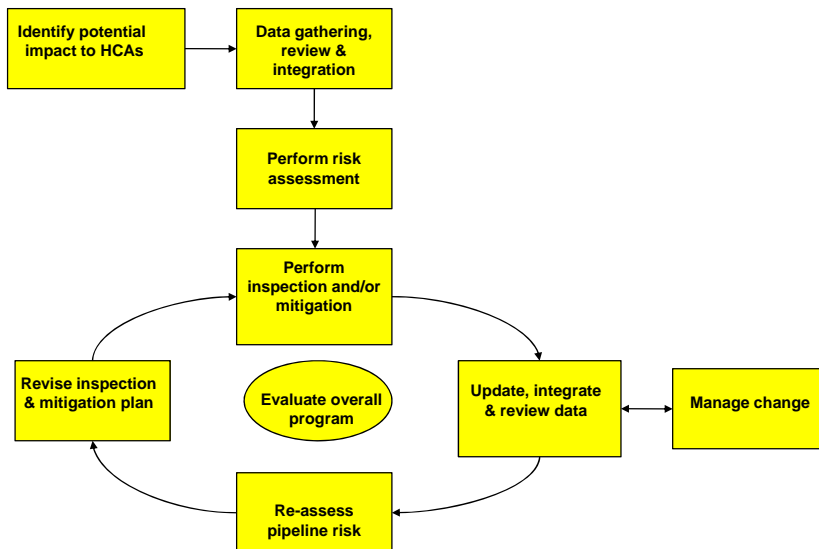 Identify potential
impact to HCAs
Data gathering,
review &
integration
Perform risk
assessment
Perform
inspection and/or
mitigation
Revise inspection
& mitigation plan
Evaluate overall
program
Update, integrate
& review data
Manage change
Re-assess
pipeline risk